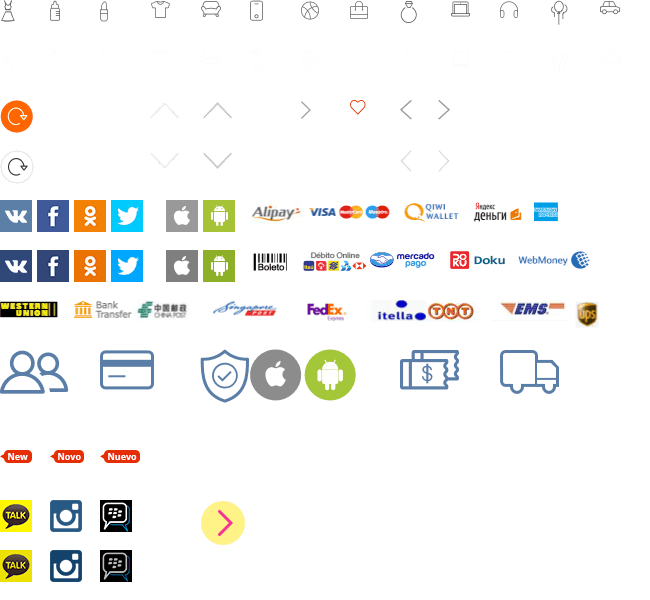 Alipay VISA MasterCard Maestro QIWI WALLET Яндекс ДЕНЬГИ
Boleto Débito Online mercado pago DOKU Doku WebMoney
WESTERN UNION Bank Transfer 中国邮政 CHINA POST Singapore POST FedEx Express itella TNT EMS ups
$
New Novo Nuevo
TALK
TALK